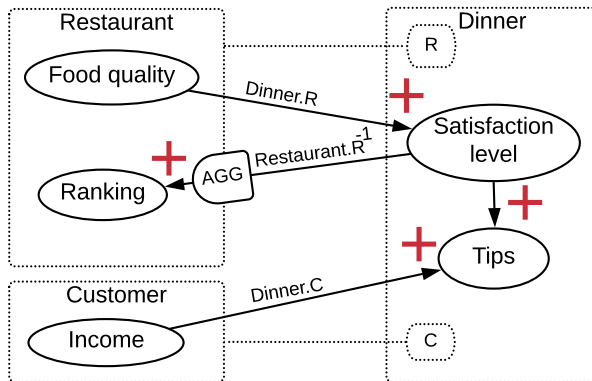 Restaurant
Dinner
R
Food quality
Dinner.R
+
Satisfaction
level
Restaurant.R-1
+
AGG
Ranking
+
+
Tips
Customer
Dinner.C
Income
C